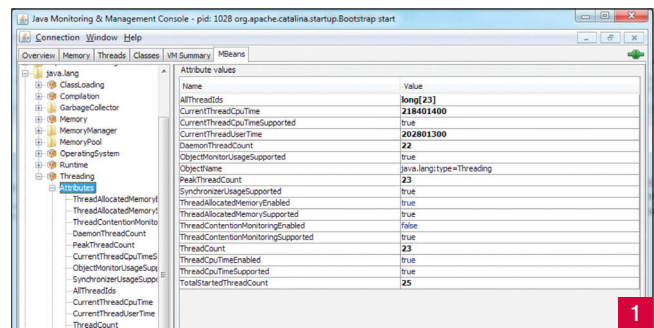 Java Monitoring & Management Console - pid: 1028 org.apache.catalina.startup.Bootstrap start
Connection Window Help
Overview Memory Threads Classes VM Summary MBeans
java.lang
ClassLoading
Compilation
GarbageCollector
Memory
MemoryManager
MemoryPool
OperatingSystem
Runtime
Threading
Attributes
ThreadAllocatedMemoryE
ThreadAllocatedMemoryS
ThreadContentionMonito
DaemonThreadCount
PeakThreadCount
CurrentThreadCpuTimeS
ObjectMonitorUsageSupp
SynchronizerUsageSuppo
AllThreadIds
CurrentThreadCpuTime
CurrentThreadUserTime
ThreadCount
Attribute values
Name Value
AllThreadIds long[23]
CurrentThreadCpuTime 218401400
CurrentThreadCpuTimeSupported true
CurrentThreadUserTime 202801300
DaemonThreadCount 22
ObjectMonitorUsageSupported true
ObjectName java.lang:type=Threading
PeakThreadCount 23
SynchronizerUsageSupported true
ThreadAllocatedMemoryEnabled true
ThreadAllocatedMemorySupported true
ThreadContentionMonitoringEnabled false
ThreadContentionMonitoringSupported true
ThreadCount 23
ThreadCpuTimeEnabled true
ThreadCpuTimeSupported true
TotalStartedThreadCount 25
1